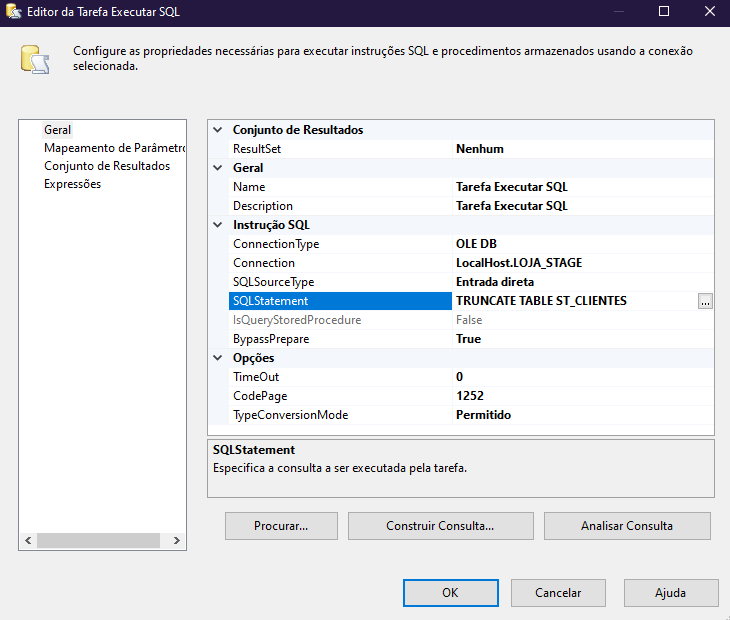 Editor da Tarefa Executar SQL
Configure as propriedades necessárias para executar instruções SQL e procedimentos armazenados usando a conexão
selecionada.
Geral
Mapeamento de Parâmetro
Conjunto de Resultados
Expressões
Conjunto de Resultados
ResultSet Nenhum
Geral
Name Tarefa Executar SQL
Description Tarefa Executar SQL
Instrução SQL
ConnectionType OLE DB
Connection LocalHost.LOJA_STAGE
SQLSourceType Entrada direta
SQLStatement TRUNCATE TABLE ST_CLIENTES ...
IsQueryStoredProcedure False
BypassPrepare True
Opções
TimeOut 0
CodePage 1252
TypeConversionMode Permitido
SQLStatement
Especifica a consulta a ser executada pela tarefa.
Procurar... Construir Consulta... Analisar Consulta
OK Cancelar Ajuda